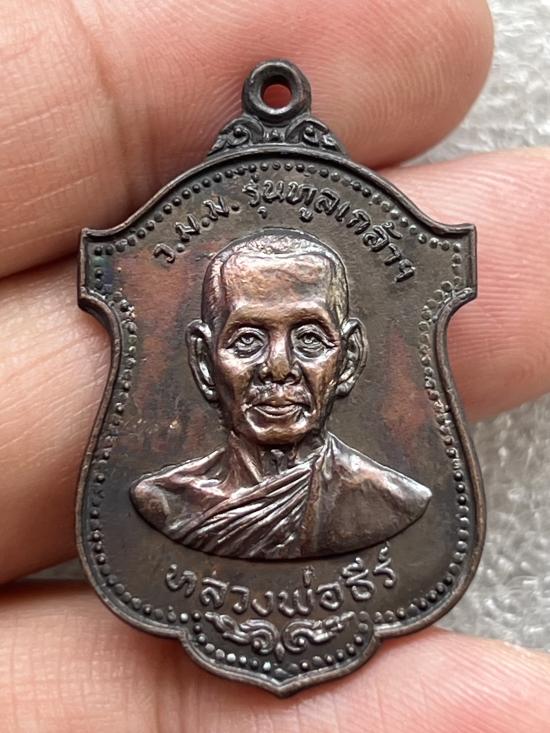 ว.ม.ม. รุ่นทูลเกล้าฯ
หลวงพ่อธีร์